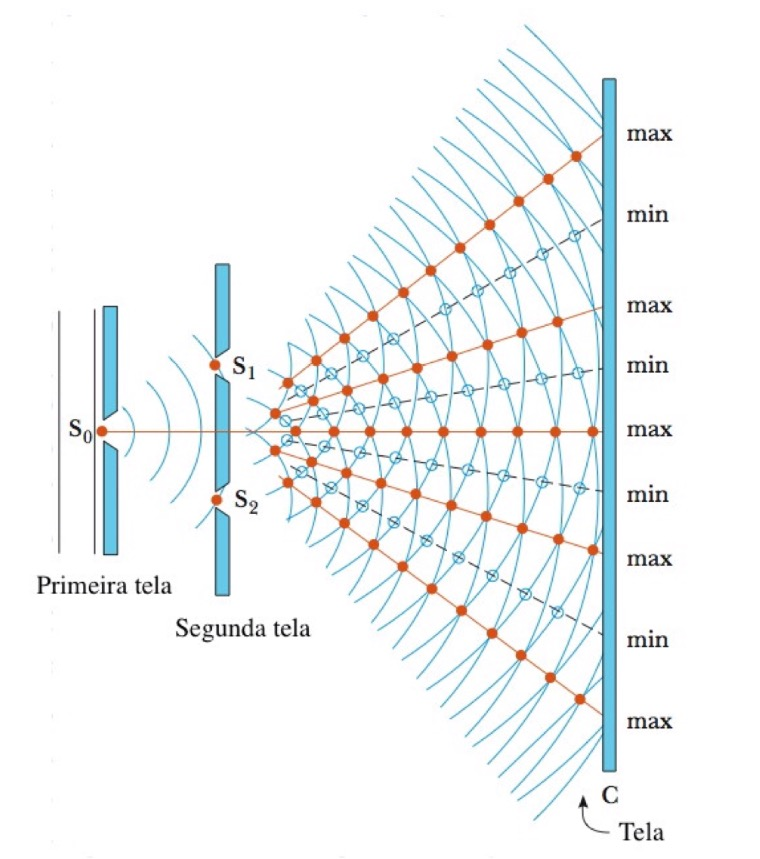 max
min
max
S₁
min
S₀
max
min
S₂
max
Primeira tela
Segunda tela
min
max
C
Tela